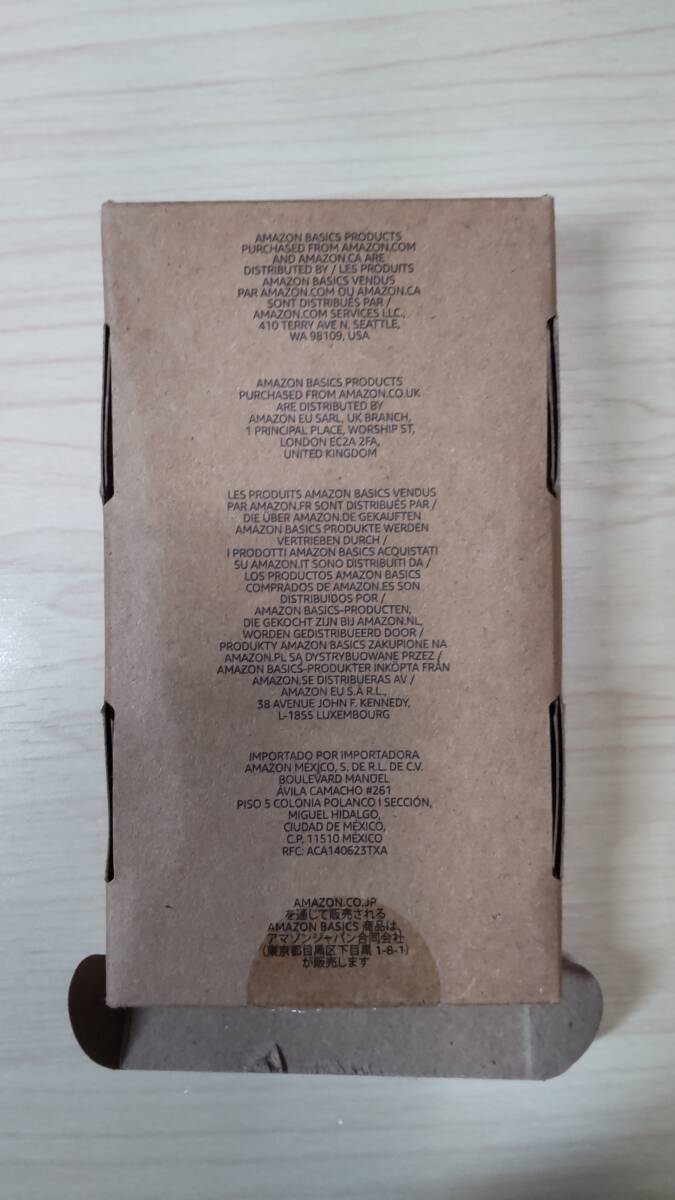 AMAZON BASICS PRODUCTS
PURCHASED FROM AMAZON.COM
AND AMAZON.CA ARE
DISTRIBUTED BY / LES PRODUITS
AMAZON BASICS VENDUS
PAR AMAZON.COM OU AMAZON.CA
SONT DISTRIBUÉS PAR /
AMAZON.COM SERVICES LLC.,
410 TERRY AVE N, SEATTLE,
WA 98109, USA
AMAZON BASICS PRODUCTS
PURCHASED FROM AMAZON.CO.UK
ARE DISTRIBUTED BY
AMAZON EU SARL, UK BRANCH,
1 PRINCIPAL PLACE, WORSHIP ST,
LONDON EC2A 2FA,
UNITED KINGDOM
LES PRODUITS AMAZON BASICS VENDUS
PAR AMAZON.FR SONT DISTRIBUÉS PAR /
DIE ÜBER AMAZON.DE GEKAUFTEN
AMAZON BASICS PRODUKTE WERDEN
VERTRIEBEN DURCH /
I PRODOTTI AMAZON BASICS ACQUISTATI
SU AMAZON.IT SONO DISTRIBUITI DA /
LOS PRODUCTOS AMAZON BASICS
COMPRADOS DE AMAZON.ES SON
DISTRIBUIDOS POR /
AMAZON BASICS-PRODUCTEN,
DIE GEKOCHT ZIJN BIJ AMAZON.NL,
WORDEN GEDISTRIBUEERD DOOR /
PRODUKTY AMAZON BASICS ZAKUPIONE NA
AMAZON.PL SĄ DYSTRYBUOWANE PRZEZ /
AMAZON BASICS-PRODUKTER INKÖPTA FRÅN
AMAZON.SE DISTRIBUERAS AV /
AMAZON EU S.À R.L.,
38 AVENUE JOHN F. KENNEDY,
L-1855 LUXEMBOURG
IMPORTADO POR IMPORTADORA
AMAZON MÉXICO, S. DE R.L. DE C.V.
BOULEVARD MANUEL
ÁVILA CAMACHO #261
PISO 5 COLONIA POLANCO I SECCIÓN,
MIGUEL HIDALGO,
CIUDAD DE MÉXICO,
C.P. 11510 MÉXICO
RFC: ACA140623TXA
AMAZON.CO.JP
を通じて販売される
AMAZON BASICS 商品は、
アマゾンジャパン合同会社
(東京都目黒区下目黒 1-8-1)
が販売します